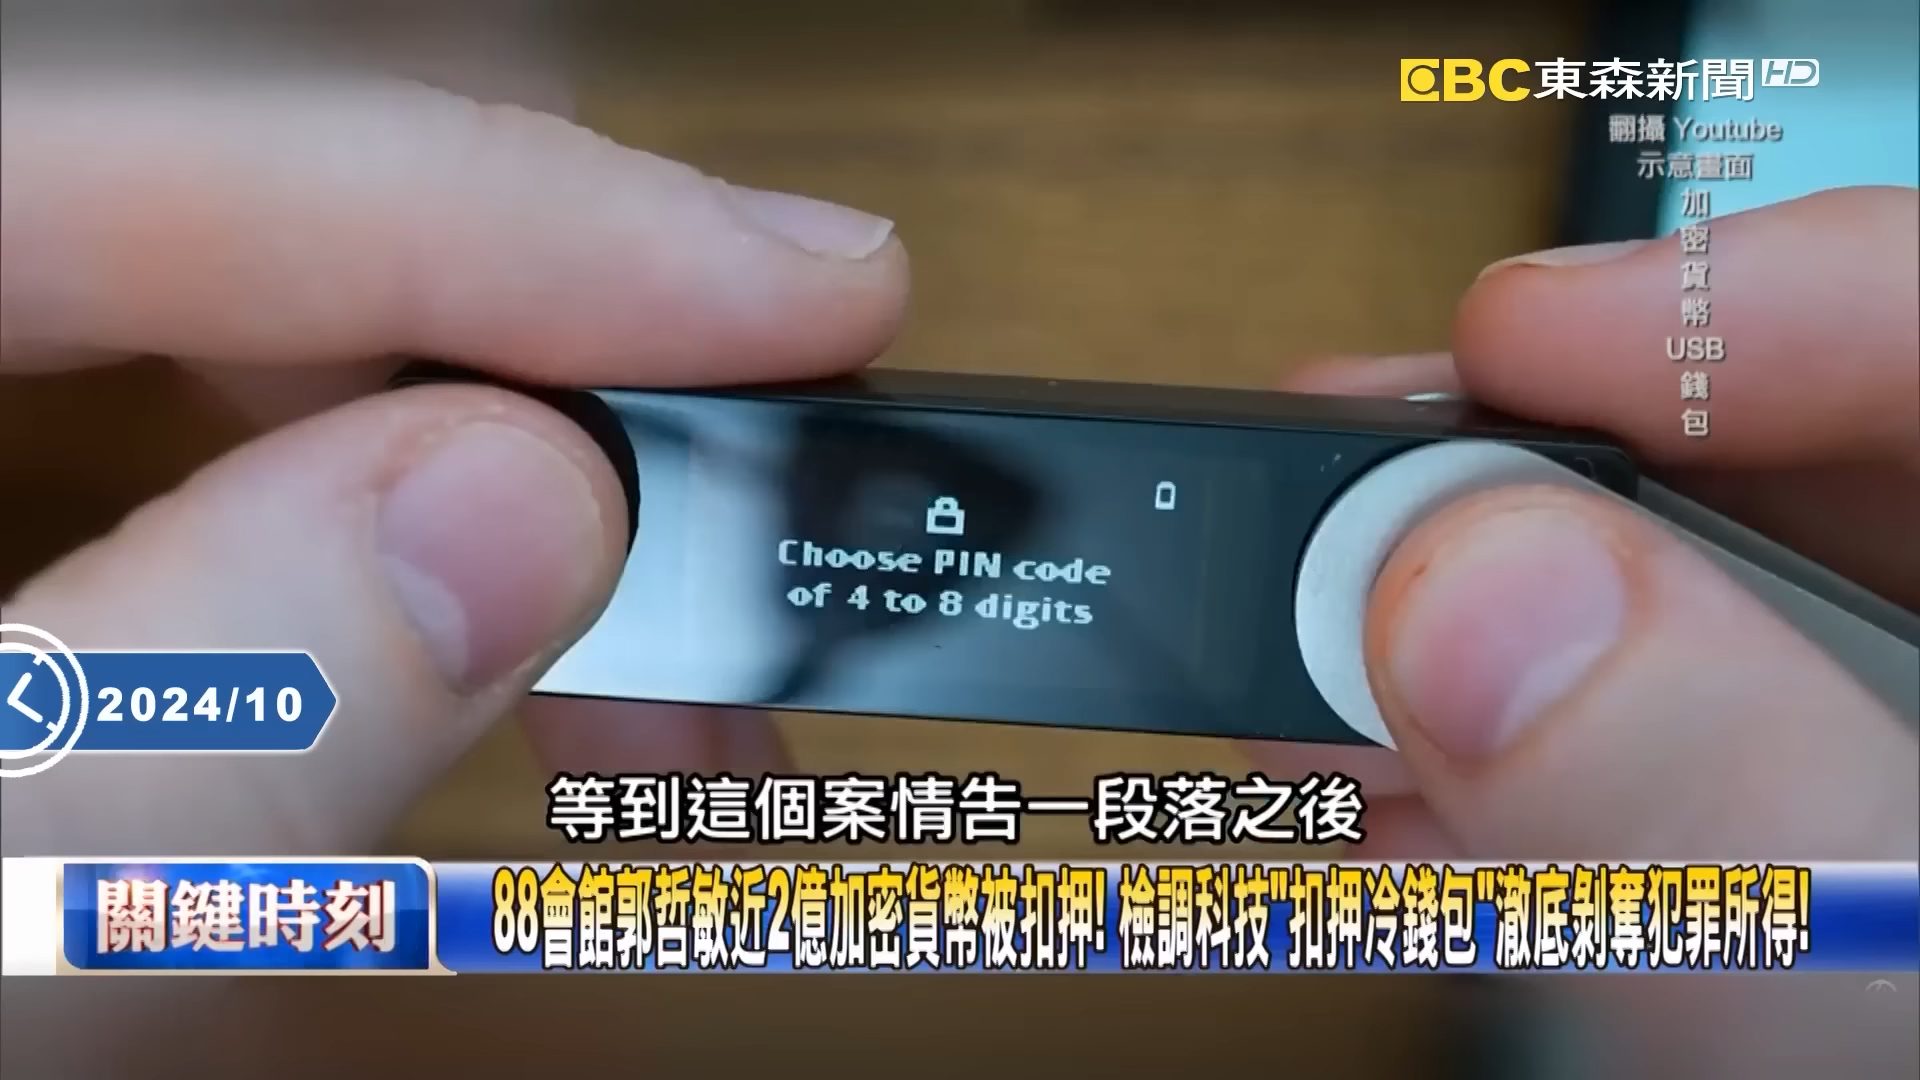 EBC東森新聞HD
翻攝 Youtube
示意畫面
加密貨幣USB錢包
Choose PIN code
of 4 to 8 digits
2024/10
等到這個案情告一段落之後
關鍵時刻
88會館郭哲敏近2億加密貨幣被扣押! 檢調科技"扣押冷錢包"澈底剝奪犯罪所得!